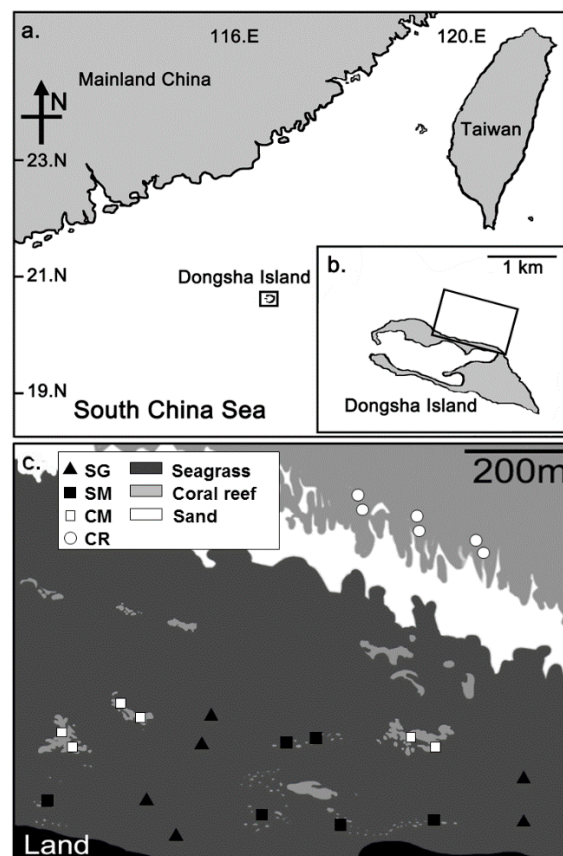 a.
116.E
120.E
Mainland China
N
Taiwan
23.N
21.N
Dongsha Island
b.
1 km
19.N
South China Sea
Dongsha Island
c.
200m
SG
Seagrass
SM
Coral reef
CM
Sand
CR
Land